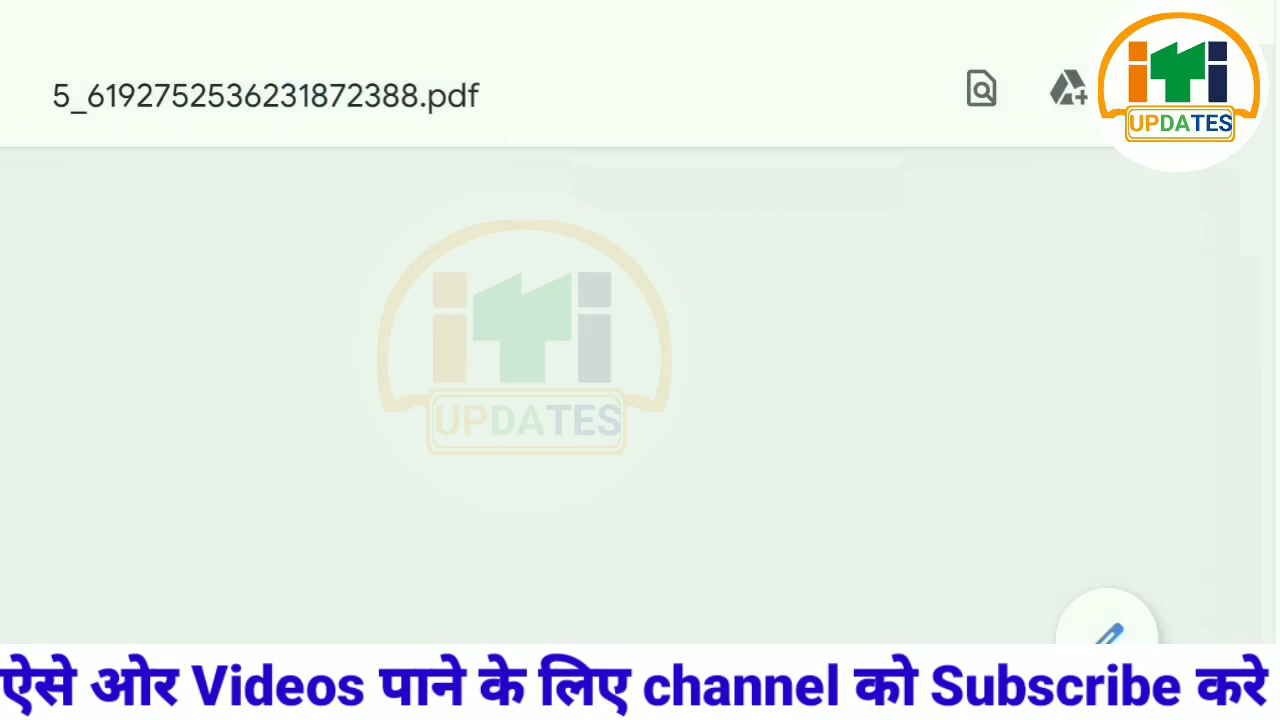 5_6192752536231872388.pdf
iTi
UPDATES
iTi
UPDATES
ऐसे ओर Videos पाने के लिए channel को Subscribe करे